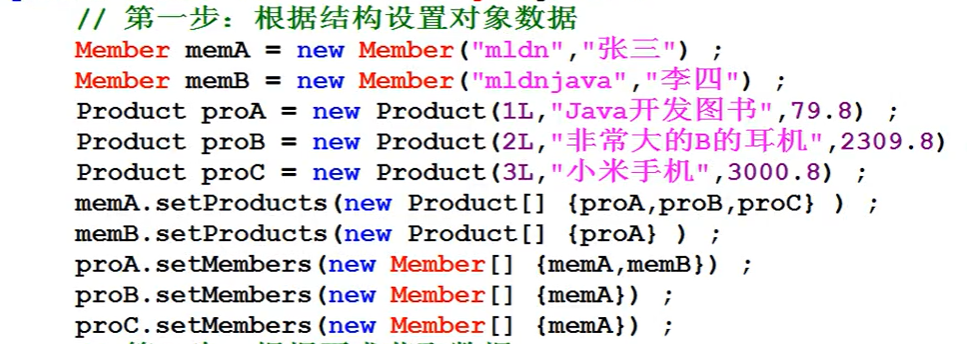 // 第一步：根据结构设置对象数据
Member memA = new Member("mldn","张三") ;
Member memB = new Member("mldnjava","李四") ;
Product proA = new Product(1L,"Java开发图书",79.8) ;
Product proB = new Product(2L,"非常大的B的耳机",2309.8)
Product proC = new Product(3L,"小米手机",3000.8) ;
memA.setProducts(new Product[] {proA,proB,proC} ) ;
memB.setProducts(new Product[] {proA} ) ;
proA.setMembers(new Member[] {memA,memB}) ;
proB.setMembers(new Member[] {memA}) ;
proC.setMembers(new Member[] {memA}) ;